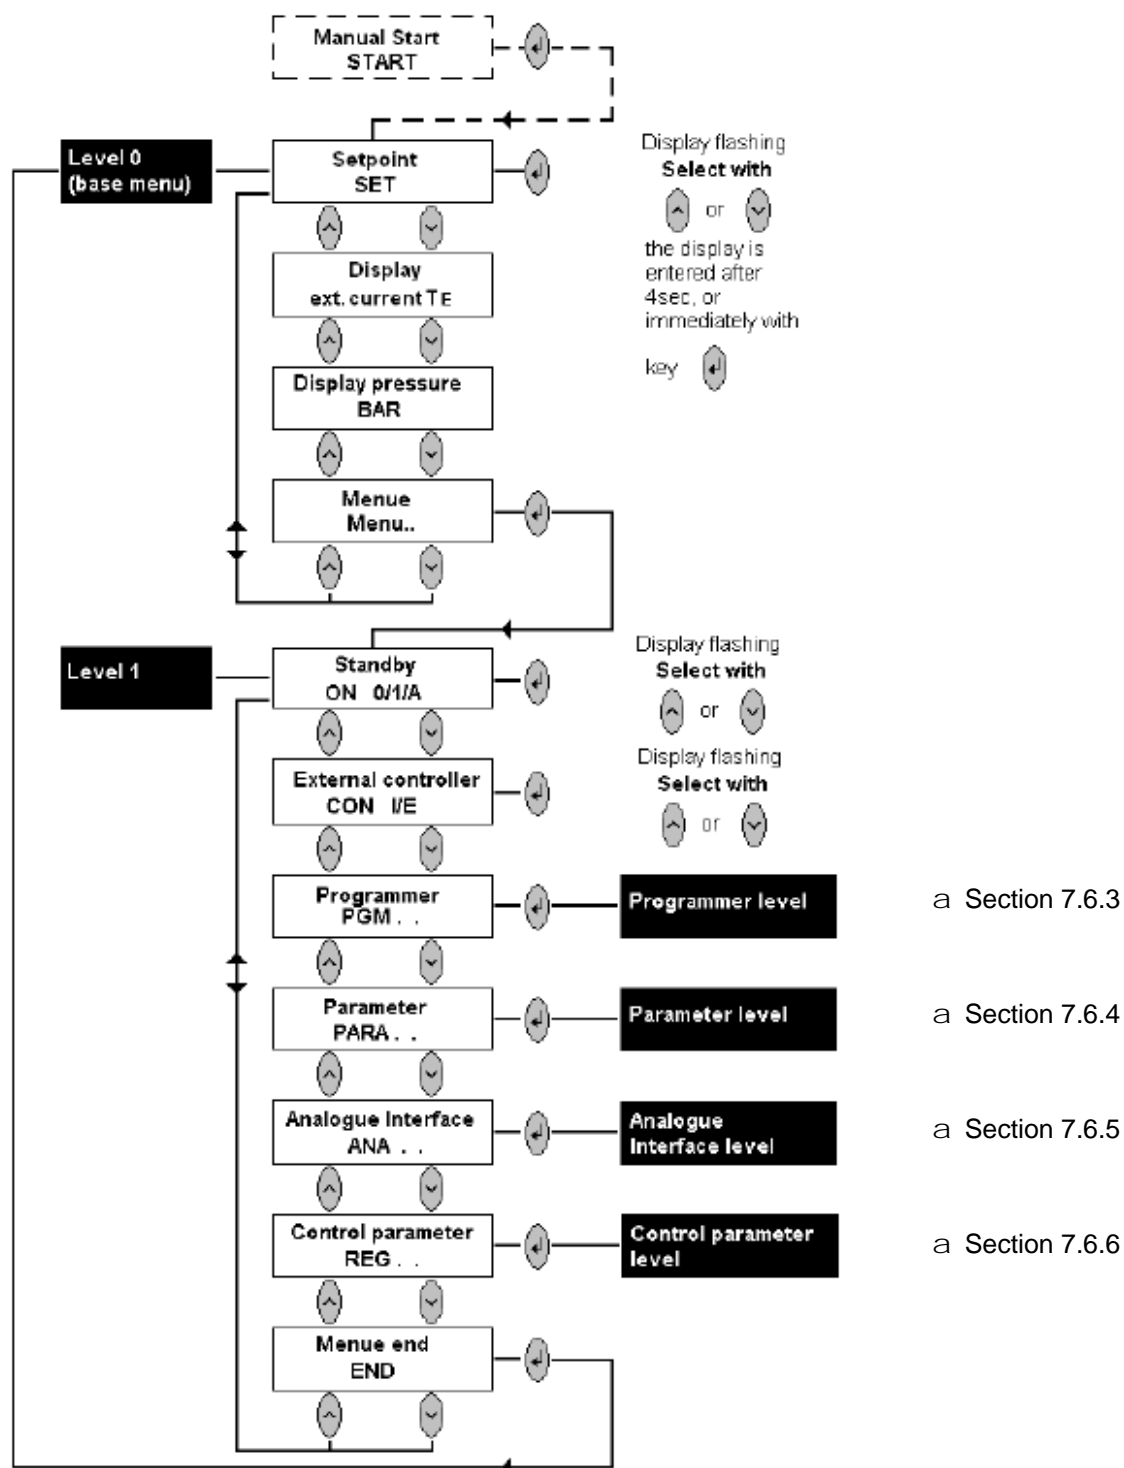 Manual Start
START
Level 0
(base menu)
Setpoint
SET
Display flashing
Select with
or
the display is
entered after
4sec, or
immediately with
key
Display
ext. current TE
Display pressure
BAR
Menue
Menu..
Level 1
Standby
ON 0/1/A
Display flashing
Select with
or
External controller
CON I/E
Display flashing
Select with
or
Programmer
PGM . .
Programmer level
a Section 7.6.3
Parameter
PARA . .
Parameter level
a Section 7.6.4
Analogue Interface
ANA . .
Analogue
Interface level
a Section 7.6.5
Control parameter
REG . .
Control parameter
level
a Section 7.6.6
Menue end
END